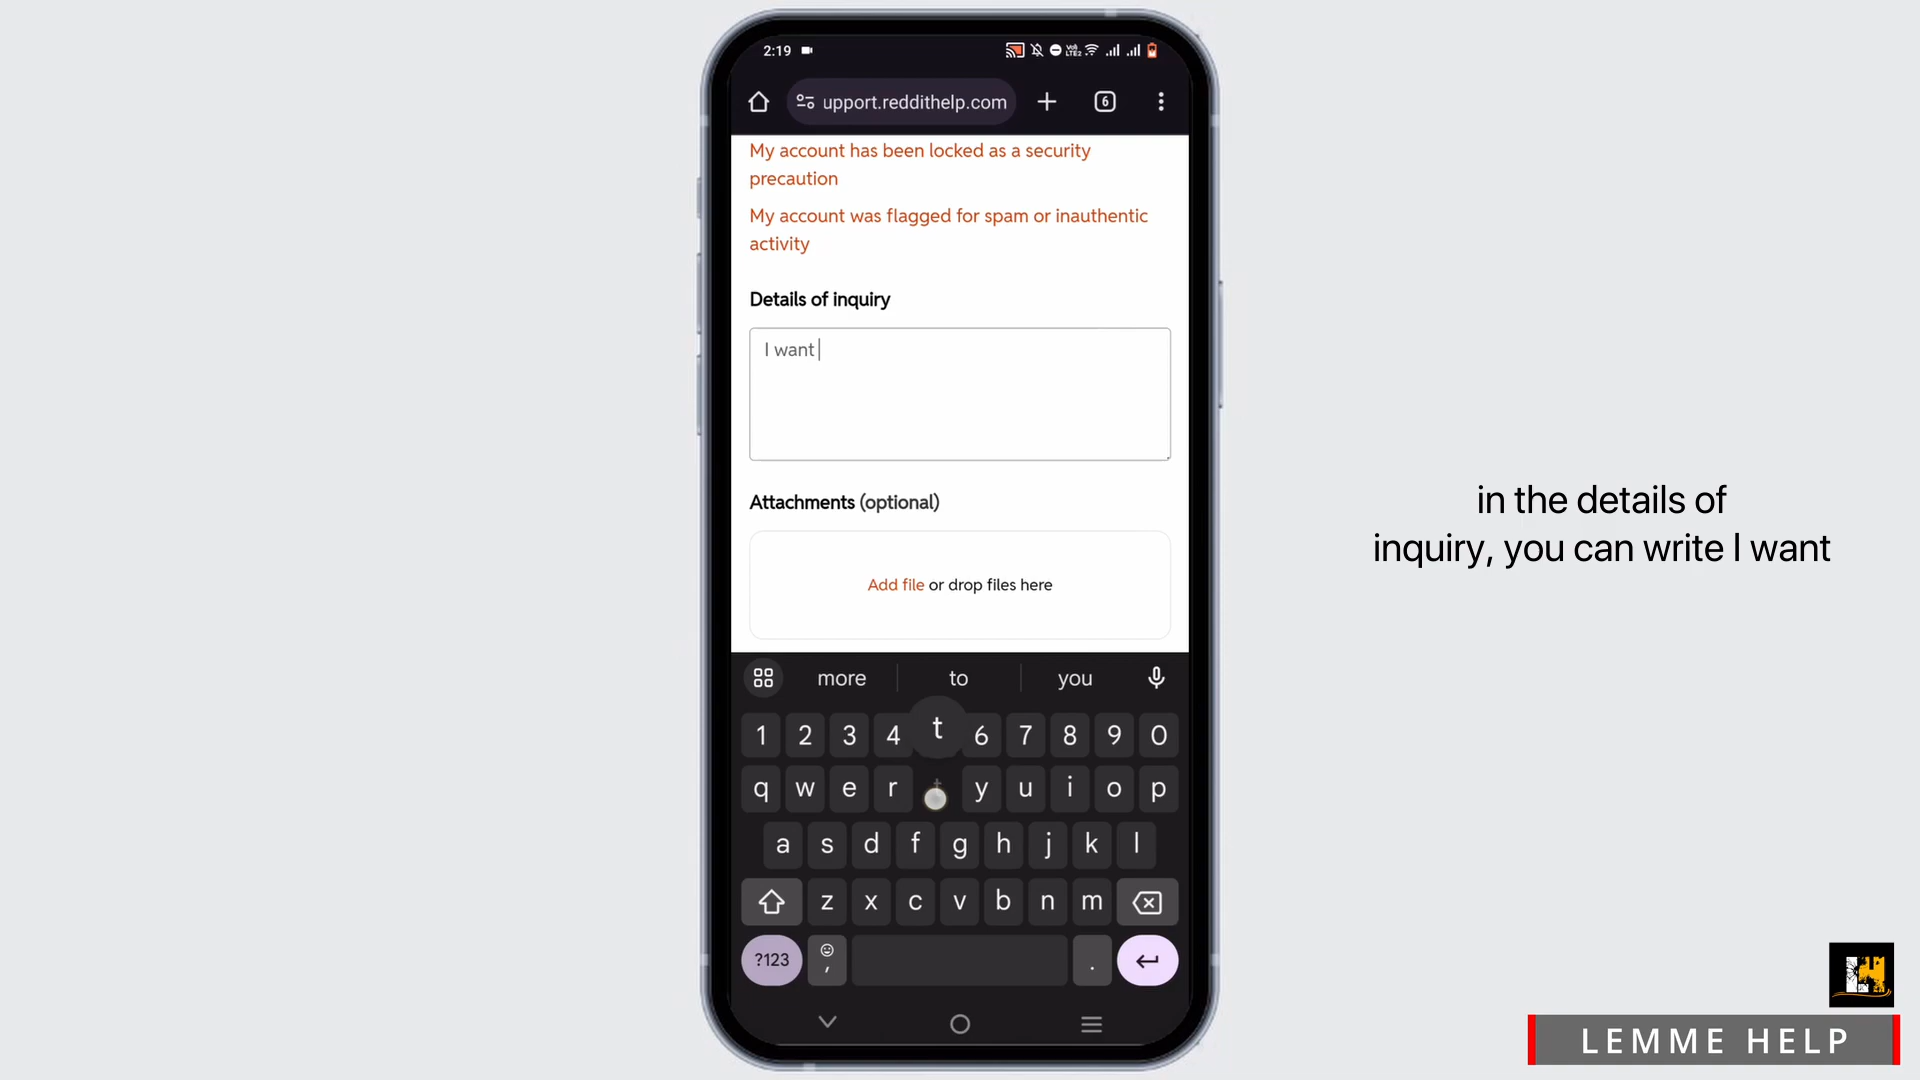 2:19
Vo)) LTE2
upport.reddithelp.com
6
My account has been locked as a security
precaution
My account was flagged for spam or inauthentic
activity
Details of inquiry
I want
Attachments (optional)
Add file or drop files here
in the details of
inquiry, you can write I want
more to you
1 2 3 4 t 6 7 8 9 0
q w e r y u i o p
a s d f g h j k l
z x c v b n m
?123 , .
LEMME HELP